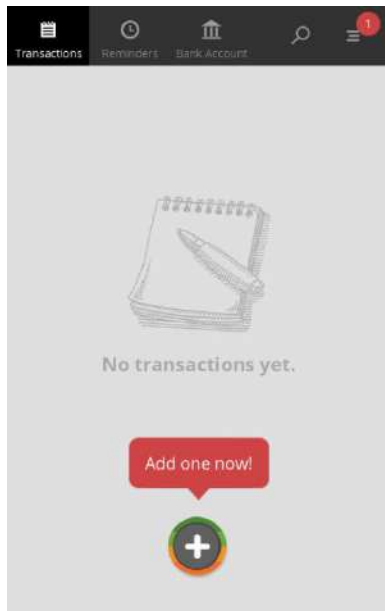 Transactions
Reminders
Bank Account
1
No transactions yet.
Add one now!